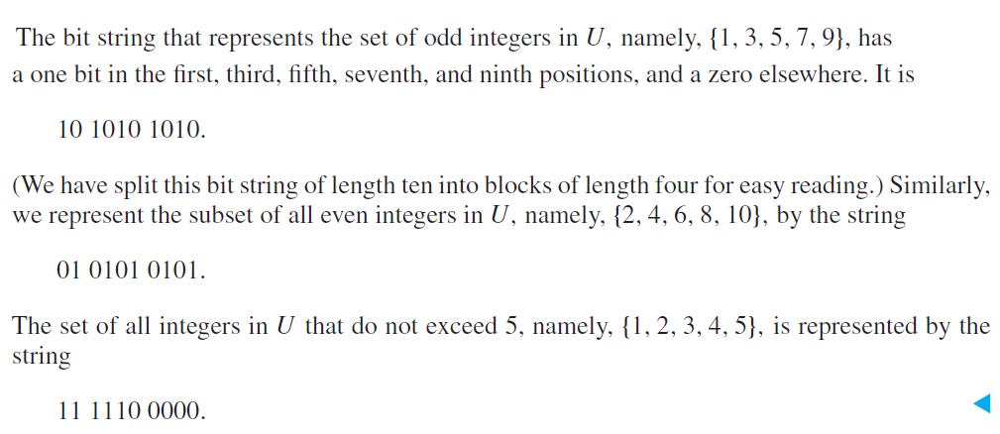 The bit string that represents the set of odd integers in U, namely, {1, 3, 5, 7, 9}, has
a one bit in the first, third, fifth, seventh, and ninth positions, and a zero elsewhere. It is
10 1010 1010.
(We have split this bit string of length ten into blocks of length four for easy reading.) Similarly,
we represent the subset of all even integers in U, namely, {2, 4, 6, 8, 10}, by the string
01 0101 0101.
The set of all integers in U that do not exceed 5, namely, {1, 2, 3, 4, 5}, is represented by the
string
11 1110 0000.